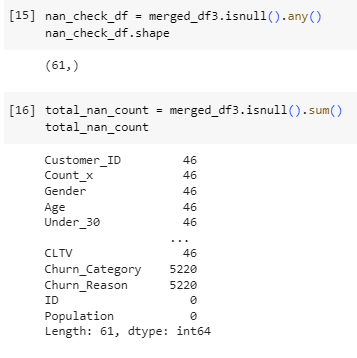 [15] nan_check_df = merged_df3.isnull().any()
nan_check_df.shape
(61,)
[16] total_nan_count = merged_df3.isnull().sum()
total_nan_count
Customer_ID 46
Count_x 46
Gender 46
Age 46
Under_30 46
...
CLTV 46
Churn_Category 5220
Churn_Reason 5220
ID 0
Population 0
Length: 61, dtype: int64